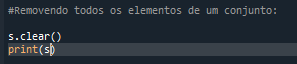 #Removendo todos os elementos de um conjunto:
s.clear()
print(s)